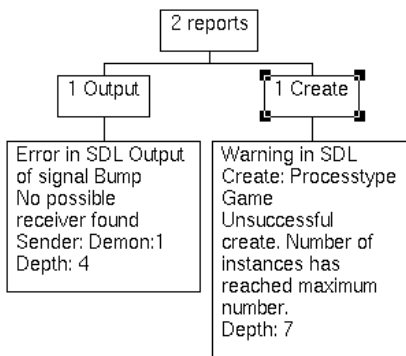 2 reports
1 Output
1 Create
Error in SDL Output
of signal Bump
No possible
receiver found
Sender: Demon:1
Depth: 4
Warning in SDL
Create: Processtype
Game
Unsuccessful
create. Number of
instances has
reached maximum
number.
Depth: 7